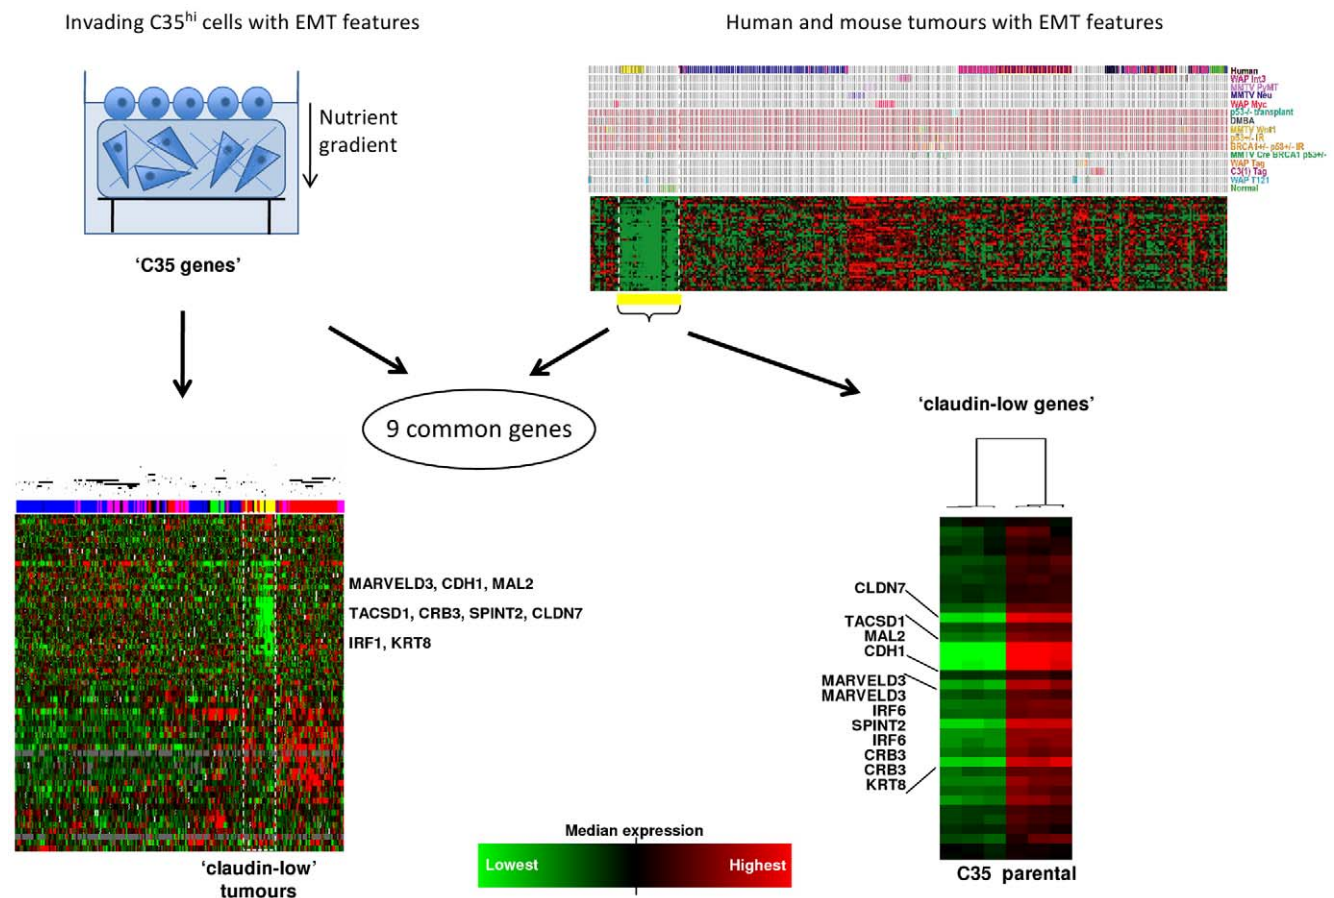 Invading C35hi cells with EMT features
Human and mouse tumours with EMT features
Nutrient
gradient
'C35 genes'
Human
WAP Int3
MMTV PyMT
MMTV Neu
WAP Myc
p53-/- transplant
DMBA
MMTV Wnt1
p53+/- IR
BRCA1+/- p53+/- IR
MMTV Cre BRCA1 p53+/-
WAP Tag
C3(1) Tag
WAP T121
Normal
9 common genes
'claudin-low genes'
MARVELD3, CDH1, MAL2
TACSD1, CRB3, SPINT2, CLDN7
IRF1, KRT8
CLDN7
TACSD1
MAL2
CDH1
MARVELD3
MARVELD3
IRF6
SPINT2
IRF6
CRB3
CRB3
KRT8
'claudin-low'
tumours
Median expression
Lowest Highest
C35 parental